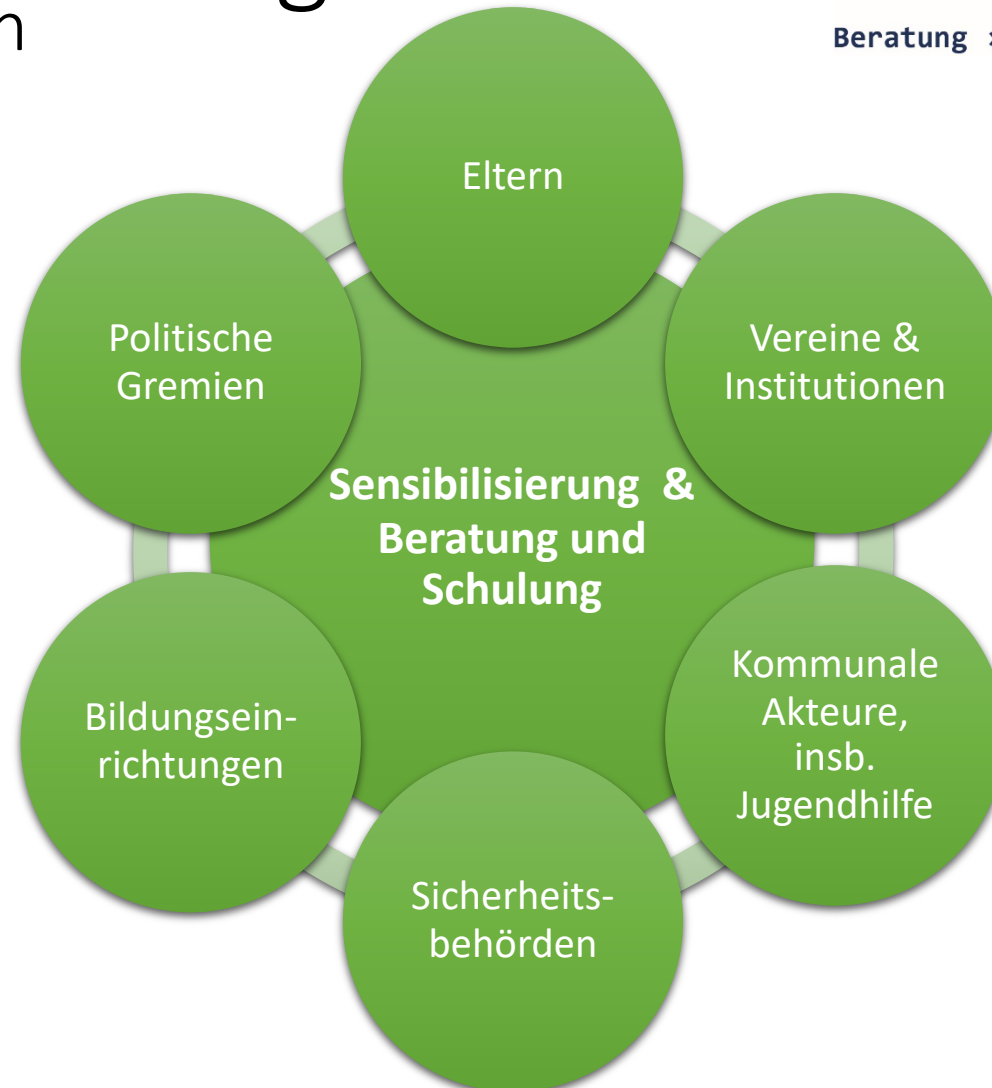 Beratung
Eltern
Politische
Gremien
Vereine &
Institutionen
Sensibilisierung &
Beratung und
Schulung
Bildungsein-
richtungen
Kommunale
Akteure,
insb.
Jugendhilfe
Sicherheits-
behörden